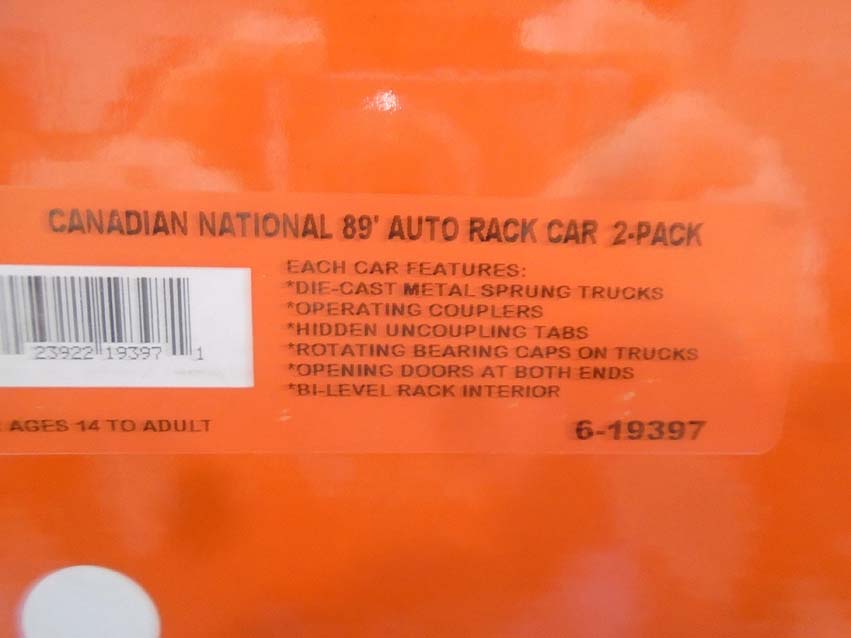 CANADIAN NATIONAL 89' AUTO RACK CAR 2-PACK
EACH CAR FEATURES:
*DIE-CAST METAL SPRUNG TRUCKS
*OPERATING COUPLERS
*HIDDEN UNCOUPLING TABS
*ROTATING BEARING CAPS ON TRUCKS
*OPENING DOORS AT BOTH ENDS
*BI-LEVEL RACK INTERIOR
23922 19397 1
AGES 14 TO ADULT
6-19397